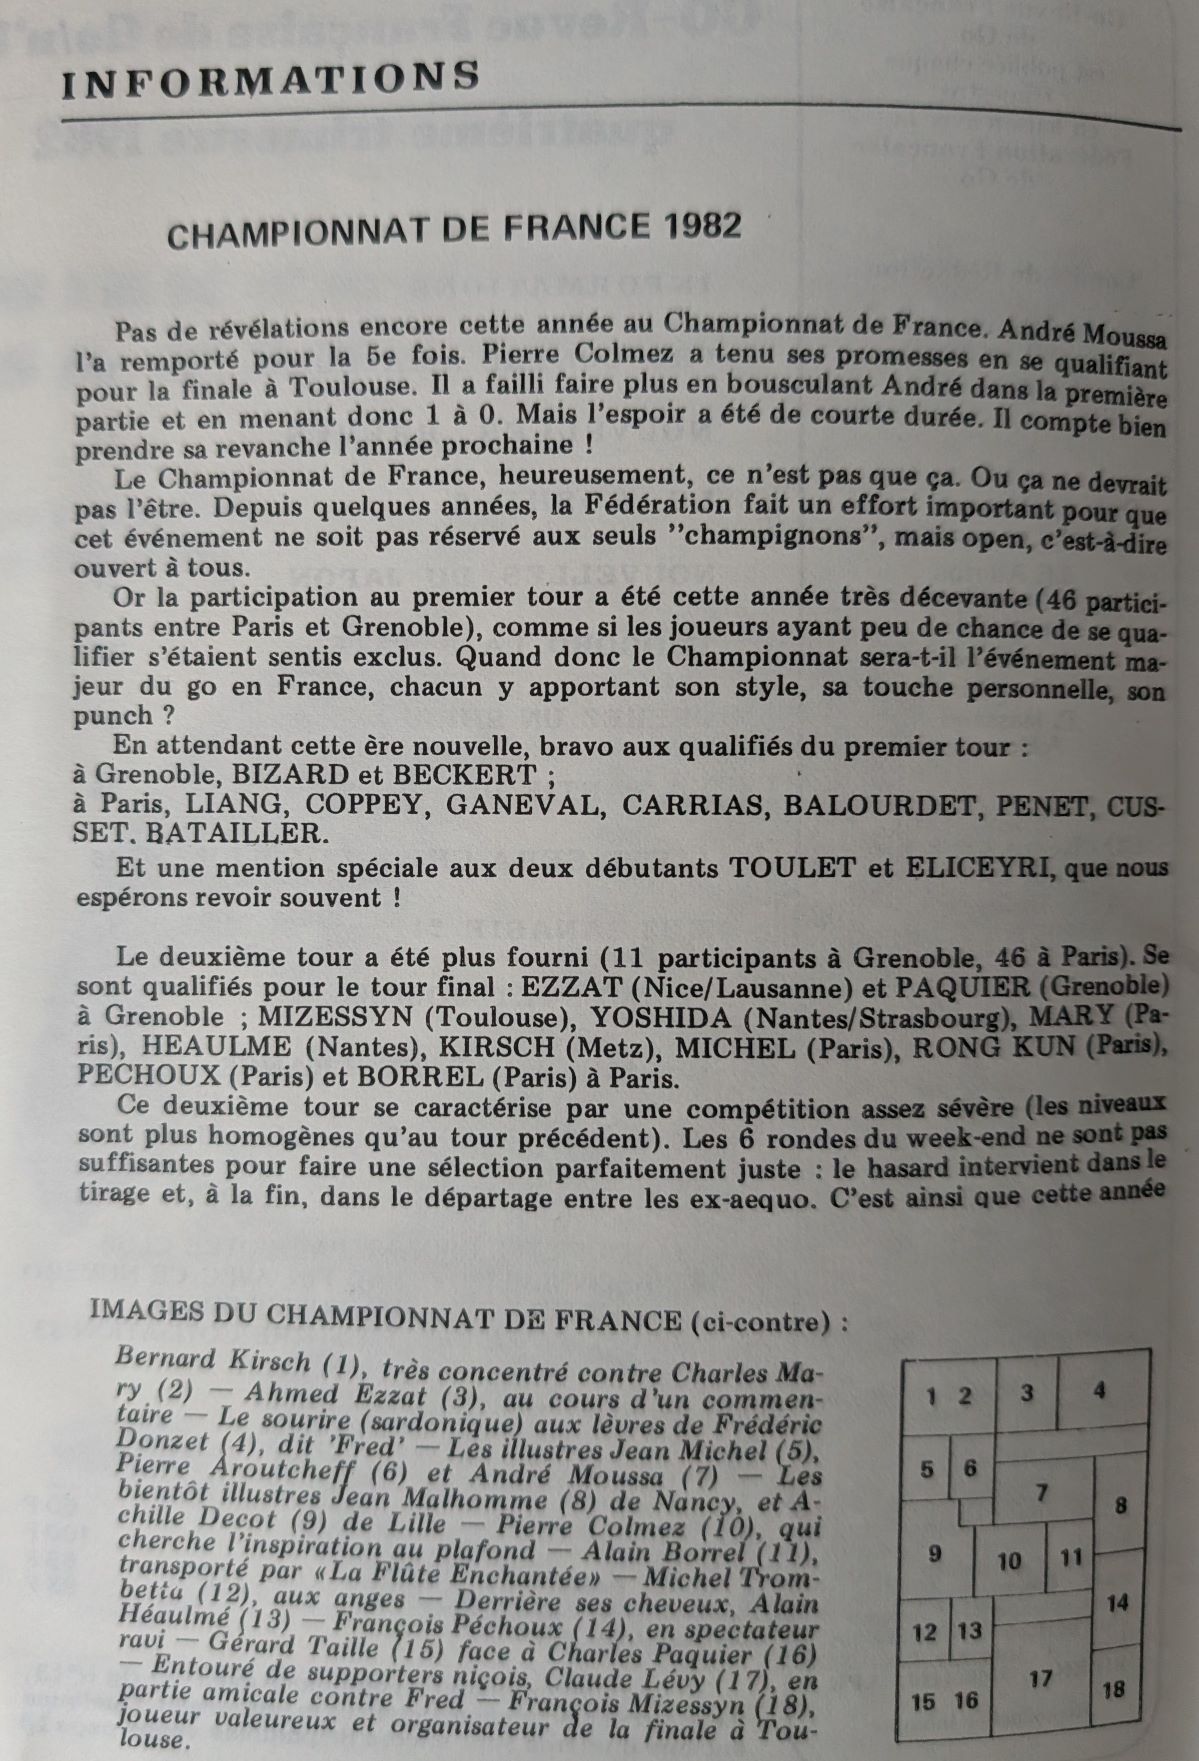 INFORMATIONS
CHAMPIONNAT DE FRANCE 1982
Pas de révélations encore cette année au Championnat de France. André Moussa
l'a remporté pour la 5e fois. Pierre Colmez a tenu ses promesses en se qualifiant
pour la finale à Toulouse. Il a failli faire plus en bousculant André dans la première
partie et en menant donc 1 à 0. Mais l'espoir a été de courte durée. Il compte bien
prendre sa revanche l'année prochaine !
Le Championnat de France, heureusement, ce n'est pas que ça. Ou ça ne devrait
pas l'être. Depuis quelques années, la Fédération fait un effort important pour que
cet événement ne soit pas réservé aux seuls ''champignons'', mais open, c'est-à-dire
ouvert à tous.
Or la participation au premier tour a été cette année très décevante (46 partici-
pants entre Paris et Grenoble), comme si les joueurs ayant peu de chance de se qua-
lifier s'étaient sentis exclus. Quand donc le Championnat sera-t-il l'événement ma-
jeur du go en France, chacun y apportant son style, sa touche personnelle, son
punch ?
En attendant cette ère nouvelle, bravo aux qualifiés du premier tour :
à Grenoble, BIZARD et BECKERT ;
à Paris, LIANG, COPPEY, GANEVAL, CARRIAS, BALOURDET, PENET, CUS-
SET. BATAILLER.
Et une mention spéciale aux deux débutants TOULET et ELICEYRI, que nous
espérons revoir souvent !
Le deuxième tour a été plus fourni (11 participants à Grenoble, 46 à Paris). Se
sont qualifiés pour le tour final : EZZAT (Nice/Lausanne) et PAQUIER (Grenoble)
à Grenoble ; MIZESSYN (Toulouse), YOSHIDA (Nantes/Strasbourg), MARY (Pa-
ris), HEAULME (Nantes), KIRSCH (Metz), MICHEL (Paris), RONG KUN (Paris),
PECHOUX (Paris) et BORREL (Paris) à Paris.
Ce deuxième tour se caractérise par une compétition assez sévère (les niveaux
sont plus homogènes qu'au tour précédent). Les 6 rondes du week-end ne sont pas
suffisantes pour faire une sélection parfaitement juste : le hasard intervient dans le
tirage et, à la fin, dans le départage entre les ex-aequo. C'est ainsi que cette année
IMAGES DU CHAMPIONNAT DE FRANCE (ci-contre) :
Bernard Kirsch (1), très concentré contre Charles Ma-
ry (2) — Ahmed Ezzat (3), au cours d'un commen-
taire — Le sourire (sardonique) aux lèvres de Frédéric
Donzet (4), dit 'Fred' — Les illustres Jean Michel (5),
Pierre Aroutcheff (6) et André Moussa (7) — Les
bientôt illustres Jean Malhomme (8) de Nancy, et A-
chille Decot (9) de Lille — Pierre Colmez (10), qui
cherche l'inspiration au plafond — Alain Borrel (11),
transporté par «La Flûte Enchantée» — Michel Trom-
betta (12), aux anges — Derrière ses cheveux, Alain
Héaulmé (13) — François Péchoux (14), en spectateur
ravi — Gérard Taille (15) face à Charles Paquier (16)
— Entouré de supporters niçois, Claude Lévy (17), en
partie amicale contre Fred — François Mizessyn (18),
joueur valeureux et organisateur de la finale à Tou-
louse.
1 2 3 4
5 6 7 8
9 10 11
12 13 14
15 16 17 18